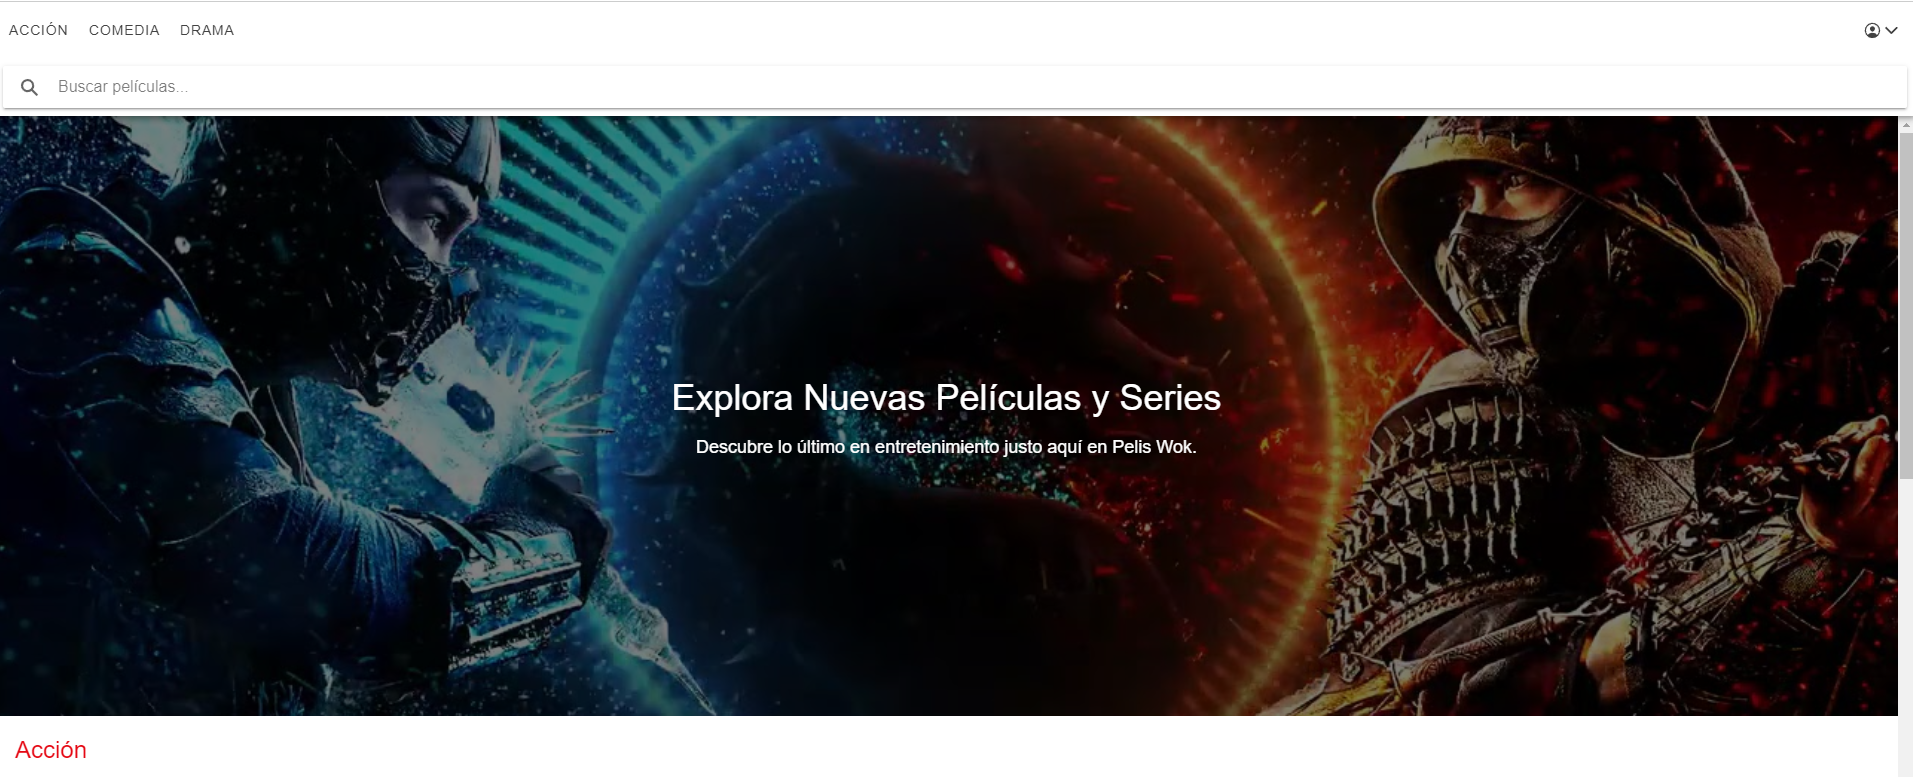 ACCIÓN COMEDIA DRAMA
Buscar películas...
Explora Nuevas Películas y Series
Descubre lo último en entretenimiento justo aquí en Pelis Wok.
Acción